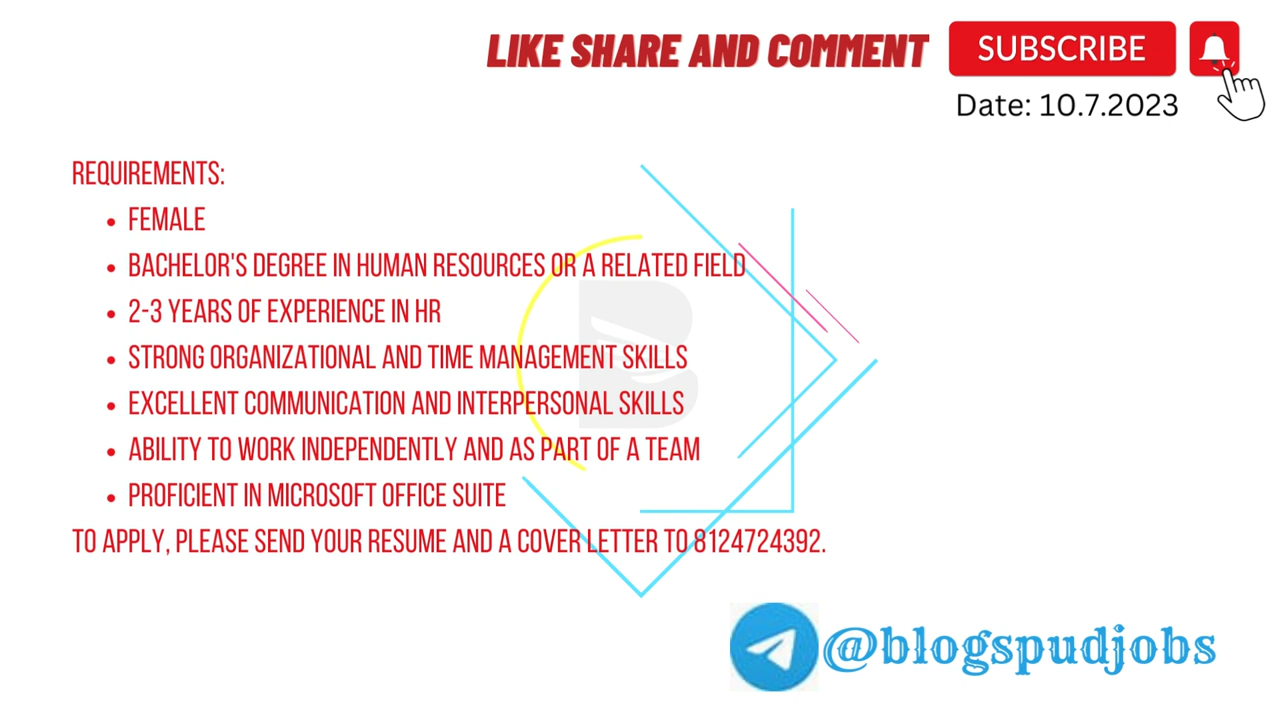 LIKE SHARE AND COMMENT
SUBSCRIBE
Date: 10.7.2023
REQUIREMENTS:
• FEMALE
• BACHELOR'S DEGREE IN HUMAN RESOURCES OR A RELATED FIELD
• 2-3 YEARS OF EXPERIENCE IN HR
• STRONG ORGANIZATIONAL AND TIME MANAGEMENT SKILLS
• EXCELLENT COMMUNICATION AND INTERPERSONAL SKILLS
• ABILITY TO WORK INDEPENDENTLY AND AS PART OF A TEAM
• PROFICIENT IN MICROSOFT OFFICE SUITE
TO APPLY, PLEASE SEND YOUR RESUME AND A COVER LETTER TO 8124724392.
@blogspudjobs